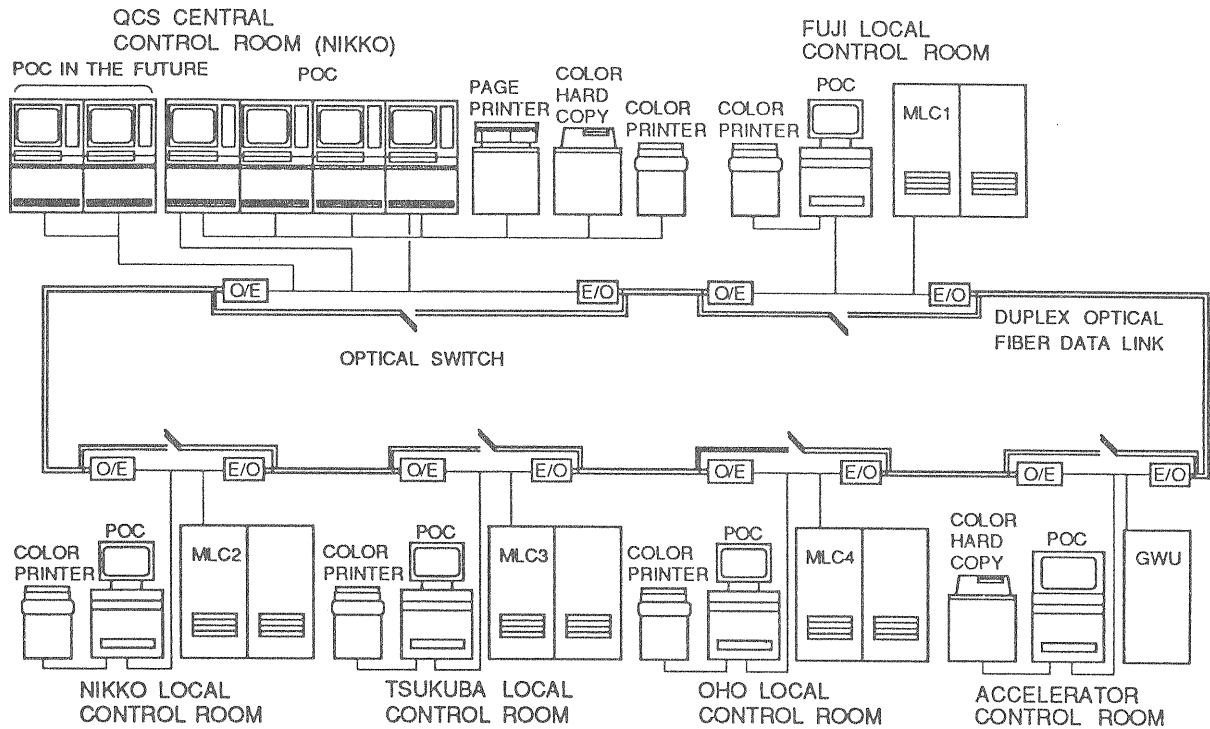 QCS CENTRAL
CONTROL ROOM (NIKKO)
POC IN THE FUTURE
POC
PAGE
PRINTER
COLOR
HARD
COPY
COLOR
PRINTER
FUJI LOCAL
CONTROL ROOM
COLOR
PRINTER
POC
MLC1
O/E
E/O
O/E
E/O
OPTICAL SWITCH
DUPLEX OPTICAL
FIBER DATA LINK
O/E
E/O
O/E
E/O
O/E
E/O
O/E
E/O
COLOR
PRINTER
POC
MLC2
NIKKO LOCAL
CONTROL ROOM
COLOR
PRINTER
POC
MLC3
TSUKUBA LOCAL
CONTROL ROOM
COLOR
PRINTER
POC
MLC4
OHO LOCAL
CONTROL ROOM
COLOR
HARD
COPY
POC
GWU
ACCELERATOR
CONTROL ROOM